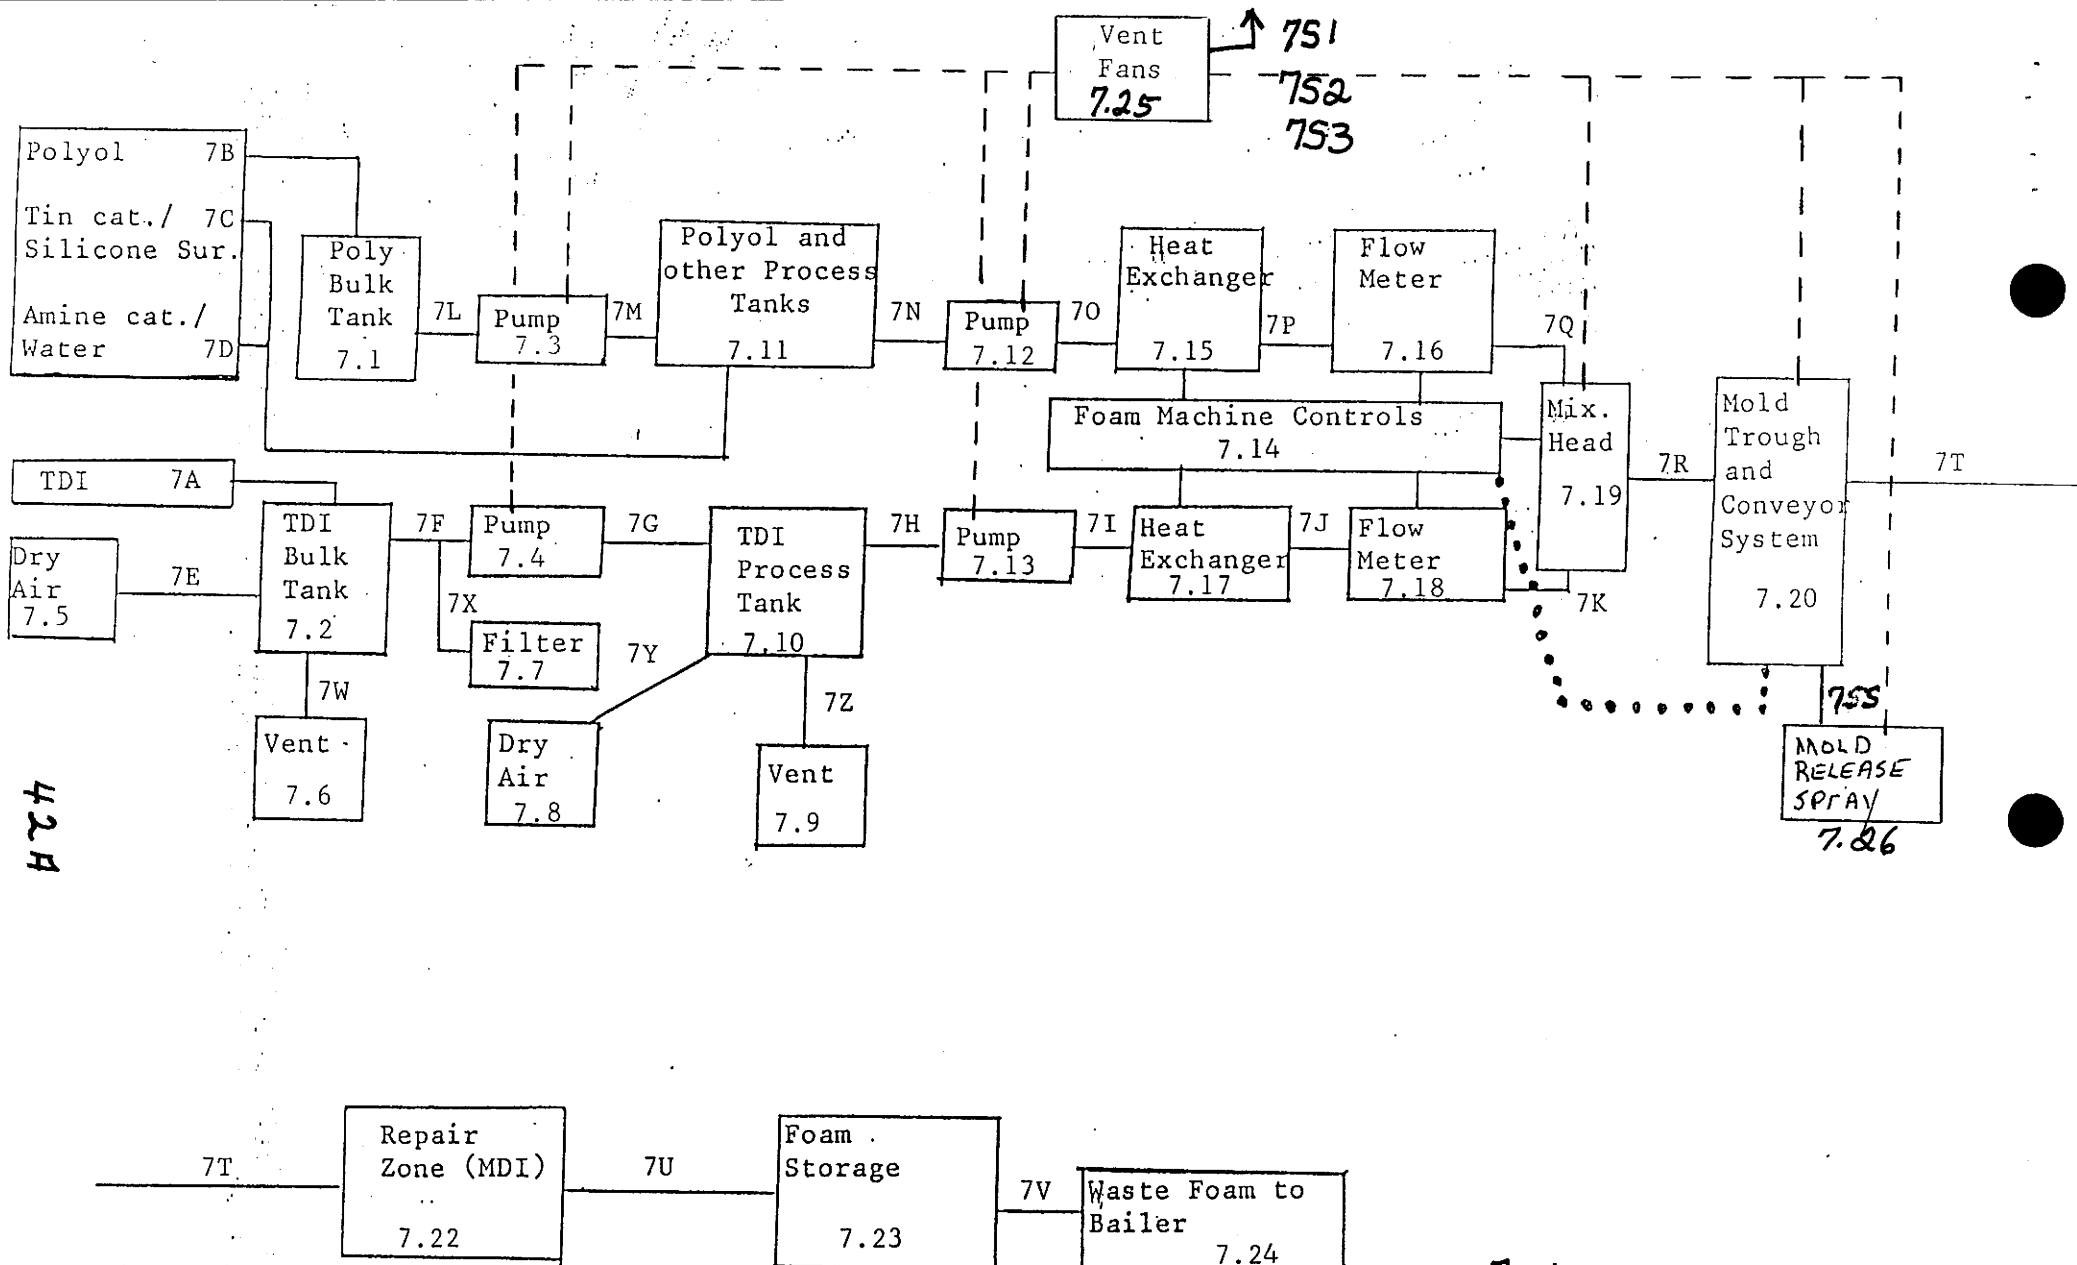 Vent
Fans
7.25
7S1
7S2
7S3
Polyol 7B
Tin cat./ 7C
Silicone Sur.
Amine cat./
Water 7D
Poly
Bulk
Tank
7.1
7L
Pump
7.3
7M
Polyol and
other Process
Tanks
7.11
7N
Pump
7.12
7O
Heat
Exchanger
7.15
7P
Flow
Meter
7.16
7Q
Foam Machine Controls
7.14
Mix.
Head
7.19
7R
Mold
Trough
and
Conveyor
System
7.20
7T
TDI 7A
Dry
Air
7.5
7E
TDI
Bulk
Tank
7.2
7F
Pump
7.4
7G
7X
Filter
7.7
7Y
TDI
Process
Tank
7.10
7H
Pump
7.13
7I
Heat
Exchanger
7.17
7J
Flow
Meter
7.18
7K
7W
Vent
7.6
Dry
Air
7.8
7Z
Vent
7.9
7SS
MOLD
RELEASE
SPrAY
7.26
42A
7T
Repair
Zone (MDI)
7.22
7U
Foam
Storage
7.23
7V
Waste Foam to
Bailer
7.24